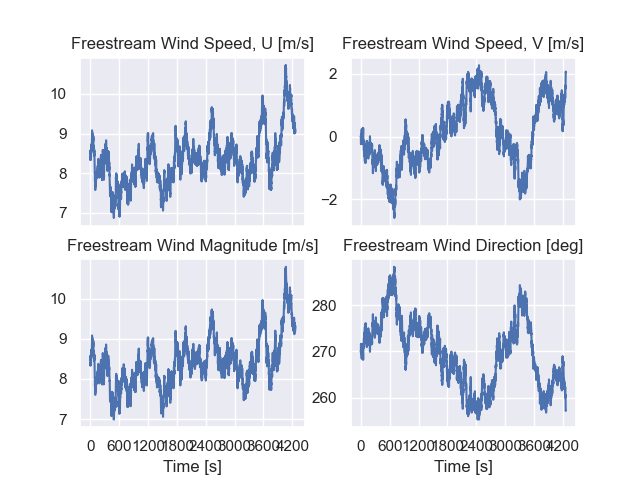 Freestream Wind Speed, U [m/s]
Freestream Wind Speed, V [m/s]
10
9
8
7
2
0
−2
Freestream Wind Magnitude [m/s]
Freestream Wind Direction [deg]
10
9
8
7
280
270
260
0 600 1200 1800 2400 3000 3600 4200
0 600 1200 1800 2400 3000 3600 4200
Time [s]
Time [s]